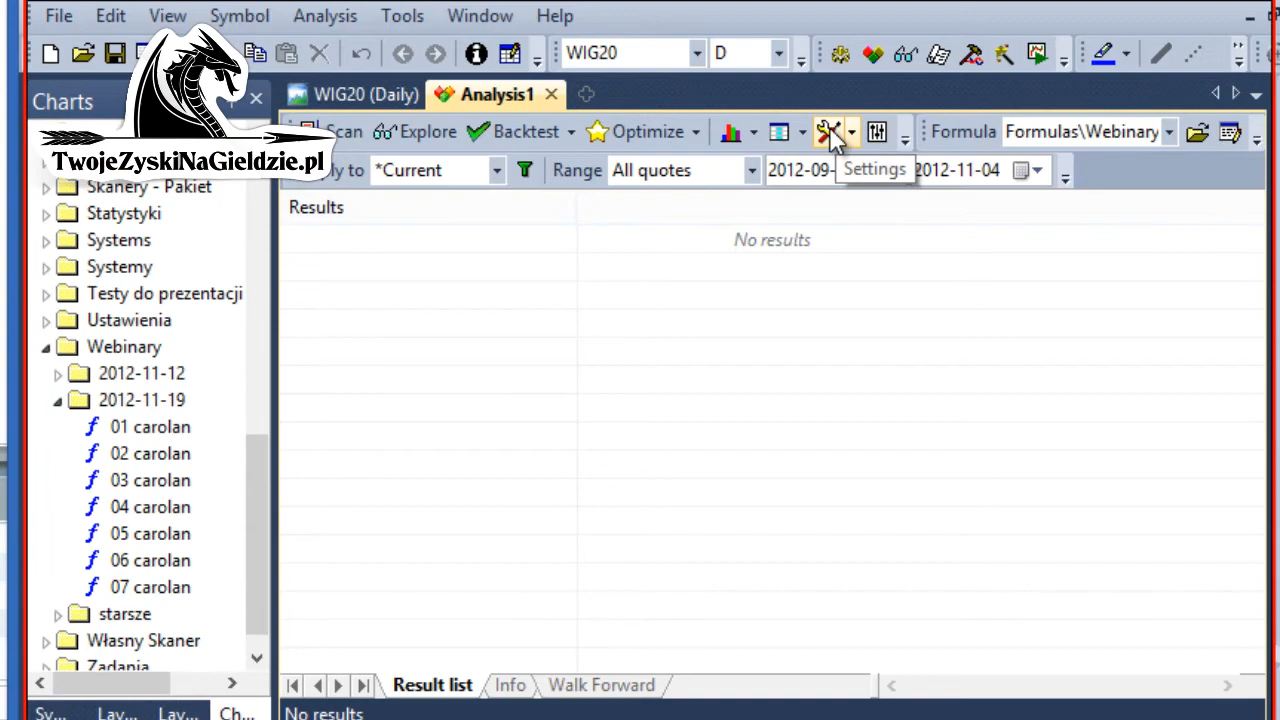 File Edit View Symbol Analysis Tools Window Help
WIG20 D
Charts
WIG20 (Daily) Analysis1
TwojeZyskiNaGieldzie.pl
Scan Explore Backtest Optimize Formula Formulas\Webinary
to *Current Range All quotes 2012-09- 2012-11-04
Settings
Skanery - Pakiet
Statystyki
Systems
Systemy
Testy do prezentacji
Ustawienia
Webinary
2012-11-12
2012-11-19
01 carolan
02 carolan
03 carolan
04 carolan
05 carolan
06 carolan
07 carolan
starsze
Własny Skaner
Zadania
Results
No results
Result list Info Walk Forward
Sy... Lay... Lay... Ch...
No results